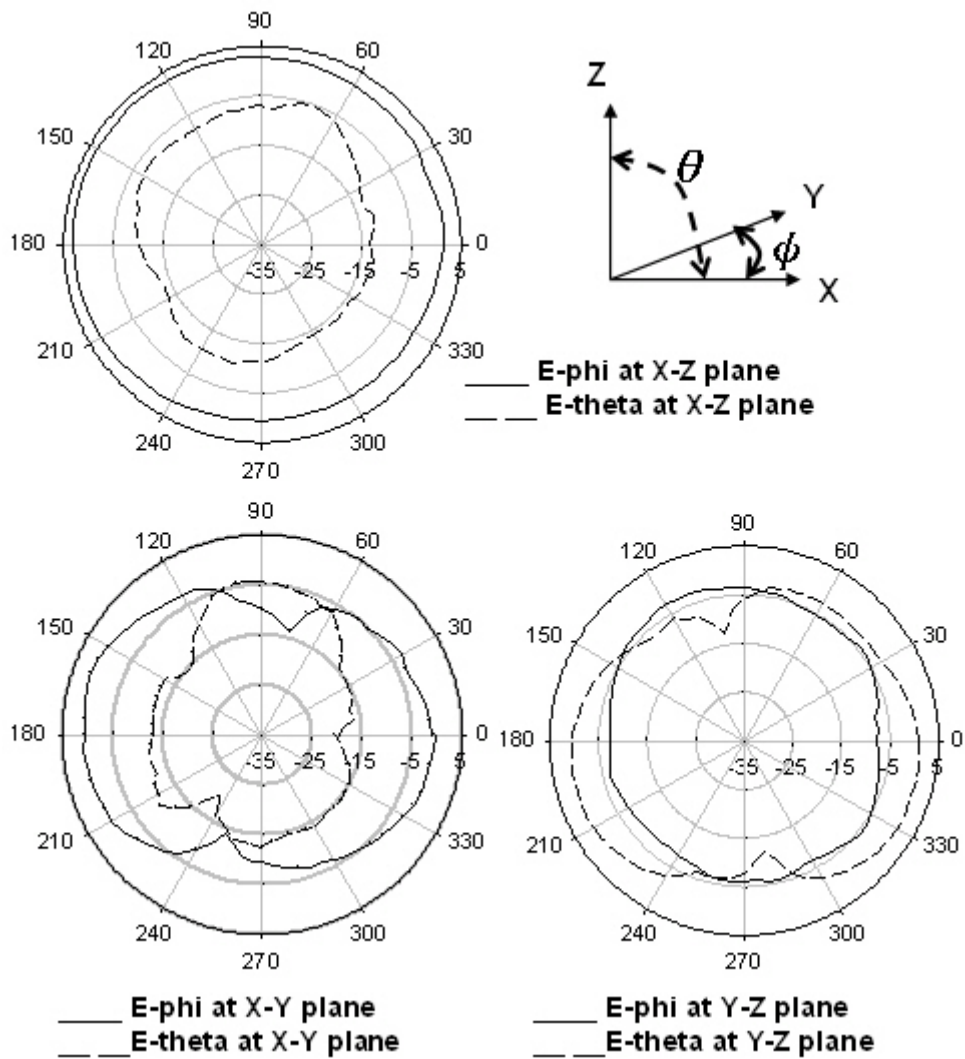 90
120 60
150 30
180 0
-35 -25 -15 -5 5
210 330
240 300
270
Z
θ
Y
ϕ
X
____ E-phi at X-Z plane
__ __ E-theta at X-Z plane
90
120 60
150 30
180 0
-35 -25 -15 -5 5
210 330
240 300
270
____ E-phi at X-Y plane
__ __E-theta at X-Y plane
90
120 60
150 30
180 0
-35 -25 -15 -5 5
210 330
240 300
270
____ E-phi at Y-Z plane
__ __E-theta at Y-Z plane